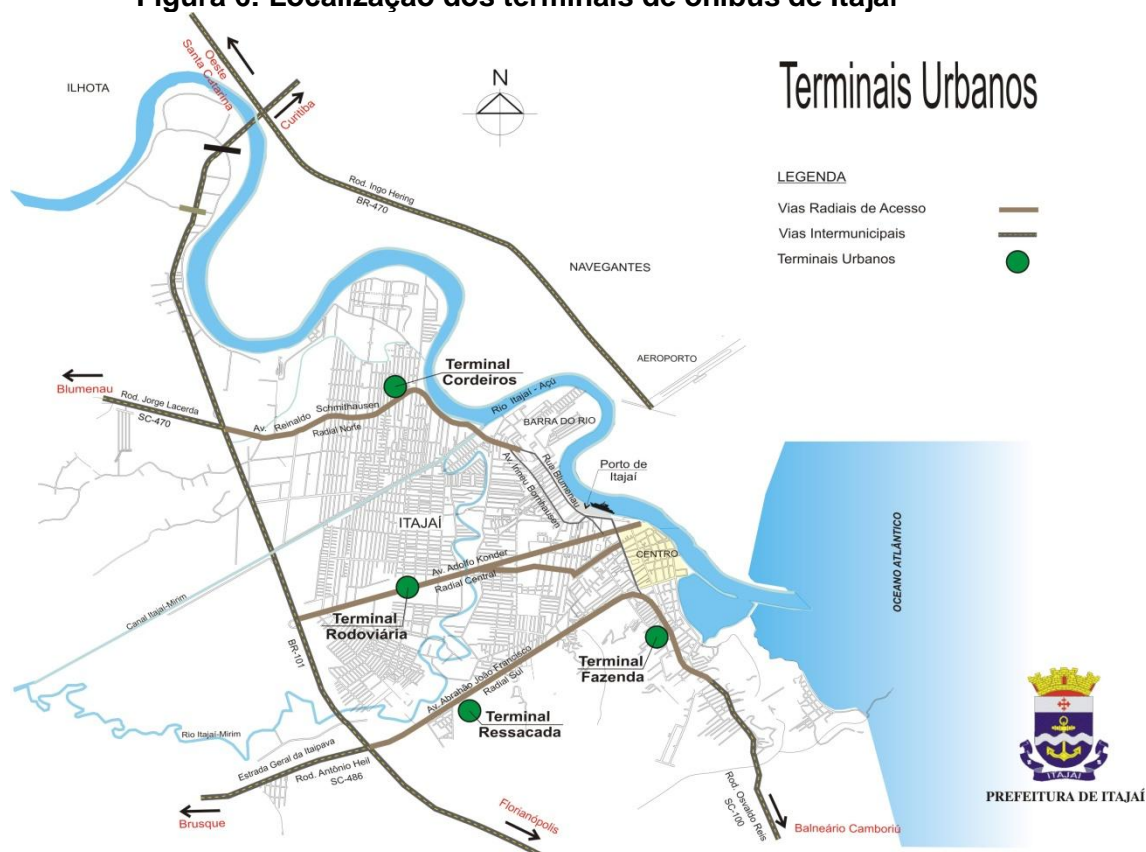 Figura 6: Localização dos terminais de ônibus de Itajaí
Terminais Urbanos
LEGENDA
Vias Radiais de Acesso
Vias Intermunicipais
Terminais Urbanos
N
ILHOTA
Oeste
Santa Catarina
Curitiba
Rod. Ingo Hering
BR-470
NAVEGANTES
AEROPORTO
Blumenau
Rod. Jorge Lacerda
SC-470
Terminal
Cordeiros
Av. Reinaldo Schmithausen
Radial Norte
Rio Itajaí - Açú
BARRA DO RIO
Rua Blumenau
Av. Irinêu Bornhausen
Porto de
Itajaí
ITAJAÍ
CENTRO
Av. Adolfo Konder
Radial Central
Canal Itajaí-Mirim
Terminal
Rodoviária
BR-101
Terminal
Fazenda
Av. Abrahão João Francisco
Radial Sul
Terminal
Ressacada
Rio Itajaí-Mirim
Estrada Geral da Itaipava
Rod. Antônio Heil
SC-486
Brusque
Florianópolis
Rod. Osvaldo Reis
SC-100
Balneário Camboriú
OCEANO ATLÂNTICO
ITAJAÍ
PREFEITURA DE ITAJAÍ